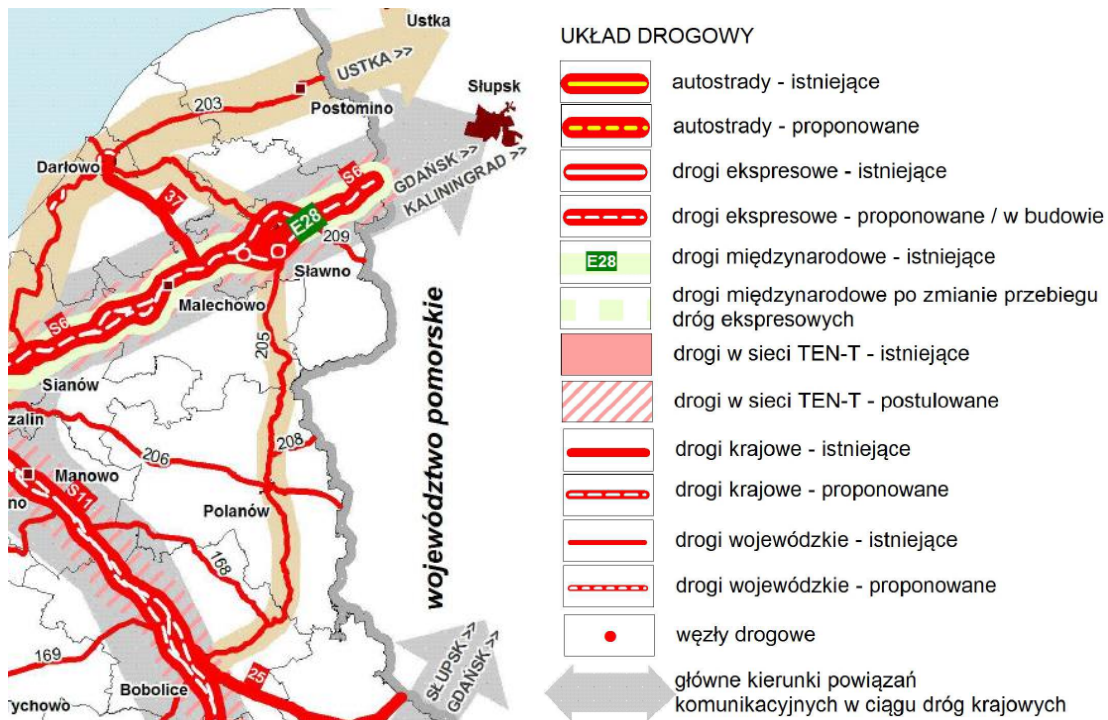 Ustka
USTKA >>
Słupsk
203
Postomino
Darłowo
GDAŃSK >>
KALININGRAD >>
S6
37
E28
209
Sławno
Malechowo
S6
205
Sianów
zalin
208
206
Manowo
no
S11
Polanów
województwo pomorskie
168
169
25
SŁUPSK >>
GDAŃSK >>
Bobolice
rychowo
UKŁAD DROGOWY
autostrady - istniejące
autostrady - proponowane
drogi ekspresowe - istniejące
drogi ekspresowe - proponowane / w budowie
E28
drogi międzynarodowe - istniejące
drogi międzynarodowe po zmianie przebiegu
dróg ekspresowych
drogi w sieci TEN-T - istniejące
drogi w sieci TEN-T - postulowane
drogi krajowe - istniejące
drogi krajowe - proponowane
drogi wojewódzkie - istniejące
drogi wojewódzkie - proponowane
węzły drogowe
główne kierunki powiązań
komunikacyjnych w ciągu dróg krajowych